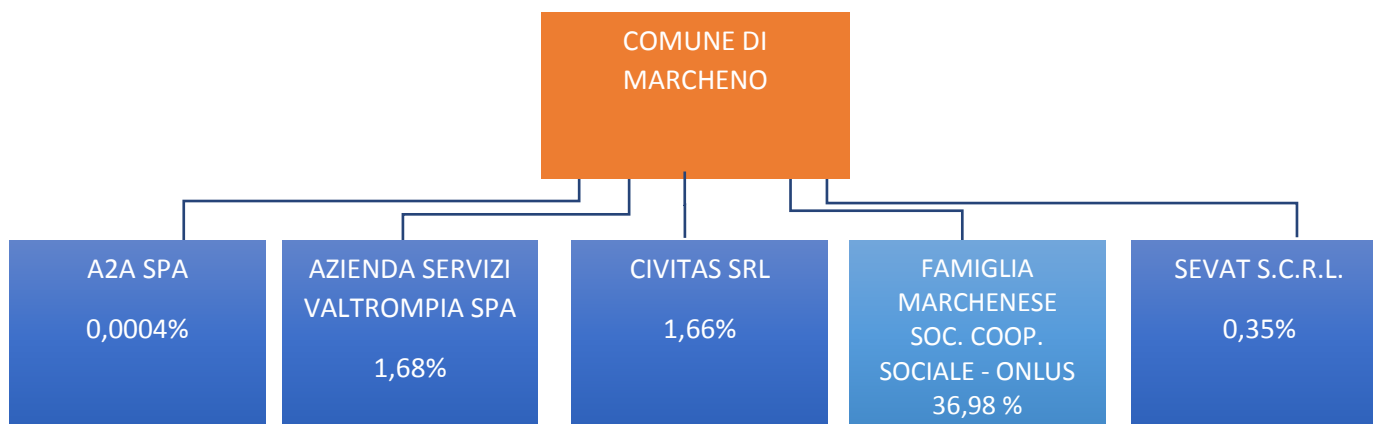 COMUNE DI
MARCHENO
A2A SPA
0,0004%
AZIENDA SERVIZI
VALTROMPIA SPA
1,68%
CIVITAS SRL
1,66%
FAMIGLIA
MARCHENESE
SOC. COOP.
SOCIALE - ONLUS
36,98 %
SEVAT S.C.R.L.
0,35%